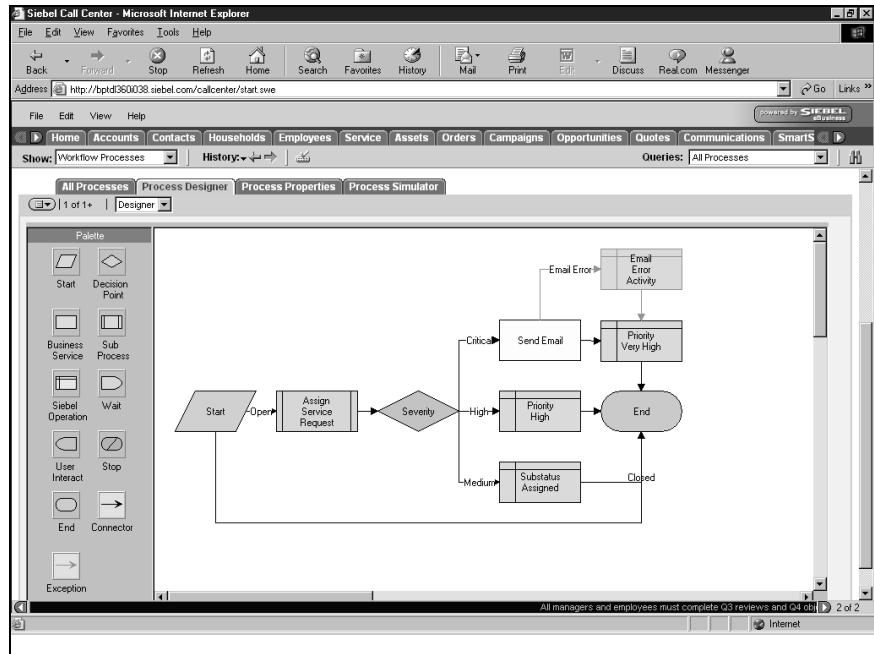 Siebel Call Center - Microsoft Internet Explorer
File Edit View Favorites Tools Help
Back Forward Stop Refresh Home Search Favorites History Mail Print Edit Discuss Real.com Messenger
Address http://bptdl360i038.siebel.com/callcenter/start.swe Go Links »
File Edit View Help
powered by SIEBEL eBusiness
Home Accounts Contacts Households Employees Service Assets Orders Campaigns Opportunities Quotes Communications SmartS
Show: Workflow Processes History: Queries: All Processes
All Processes Process Designer Process Properties Process Simulator
1 of 1+ Designer
Palette
Start
Decision Point
Business Service
Sub Process
Siebel Operation
Wait
User Interact
Stop
End
Connector
Exception
Email Error
Email
Error
Activity
Critical
Send Email
Priority
Very High
Start
Open
Assign
Service
Request
Severity
High
Priority
High
End
Medium
Substatus
Assigned
Closed
All managers and employees must complete Q3 reviews and Q4 obj 2 of 2
Internet